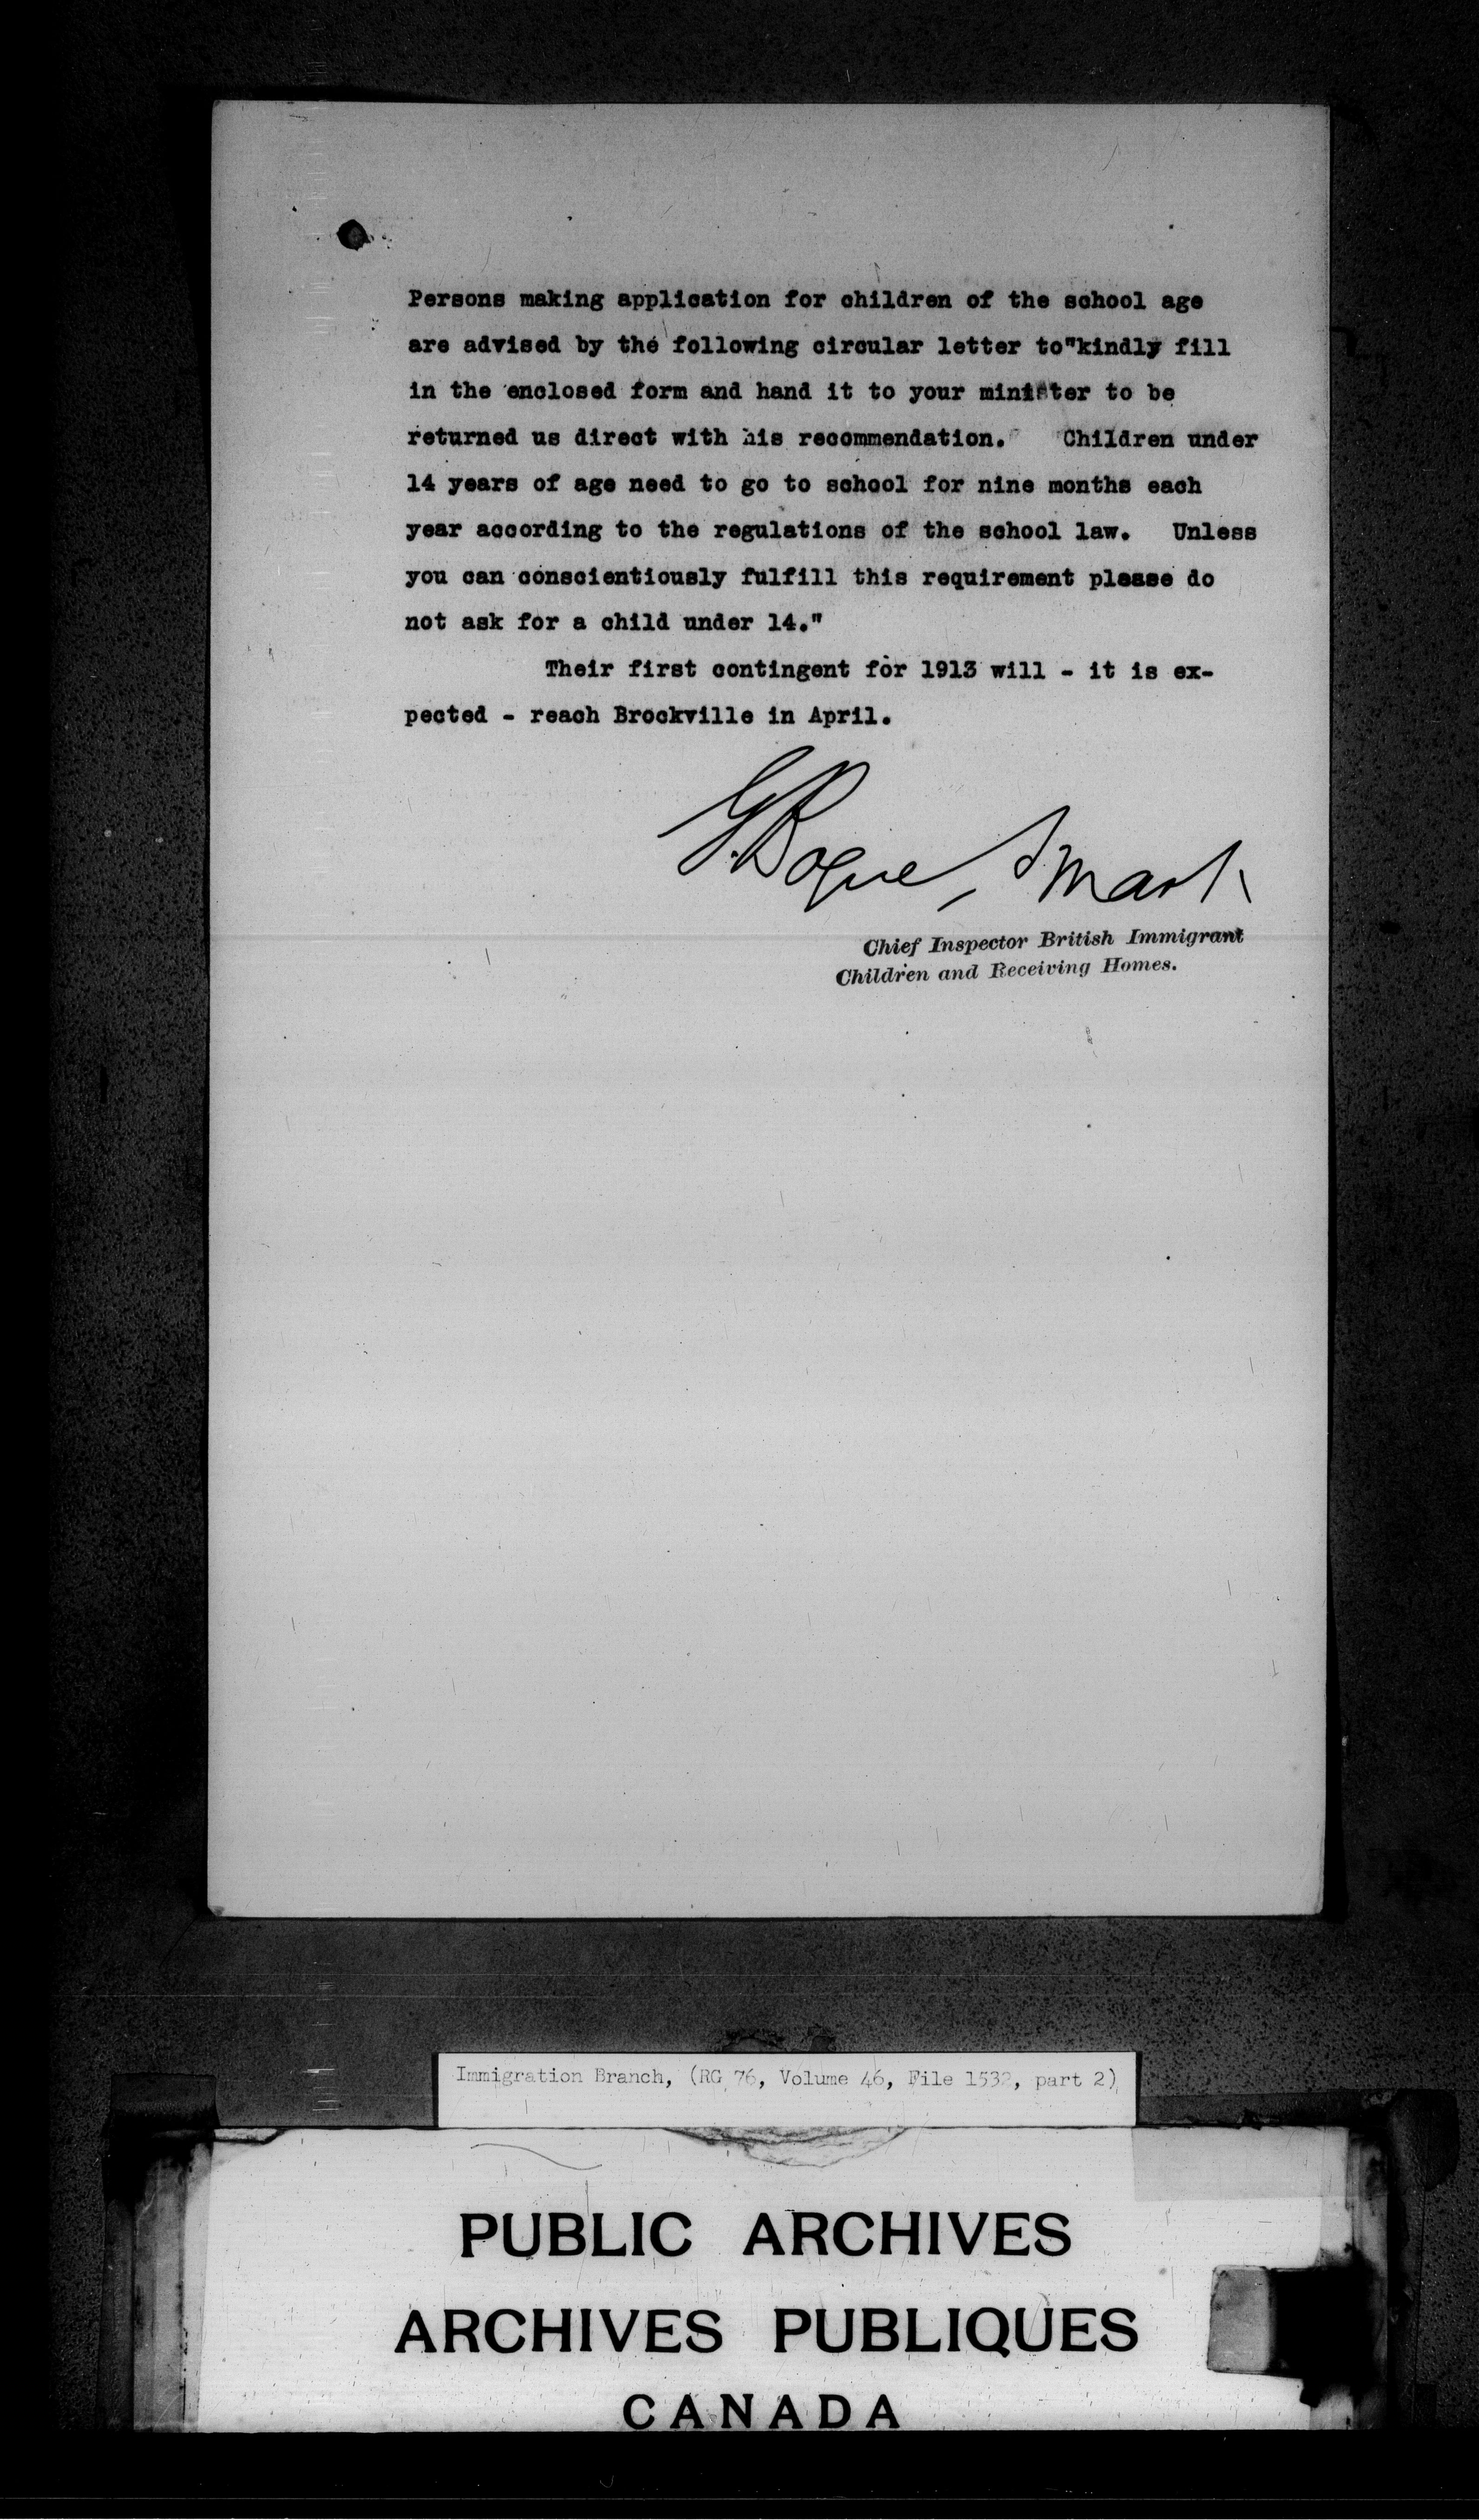 Persons making application for children of the school age
are advised by the following circular letter to"kindly fill
in the enclosed form and hand it to your minister to be
returned us direct with his recommendation. Children under
14 years of age need to go to school for nine months each
year according to the regulations of the school law. Unless
you can conscientiously fulfill this requirement please do
not ask for a child under 14."
Their first contingent for 1913 will - it is ex-
pected - reach Brockville in April.
G. Bogue Smart
Chief Inspector British Immigrant
Children and Receiving Homes.
Immigration Branch, (RG 76, Volume 46, File 1532, part 2)
PUBLIC ARCHIVES
ARCHIVES PUBLIQUES
CANADA